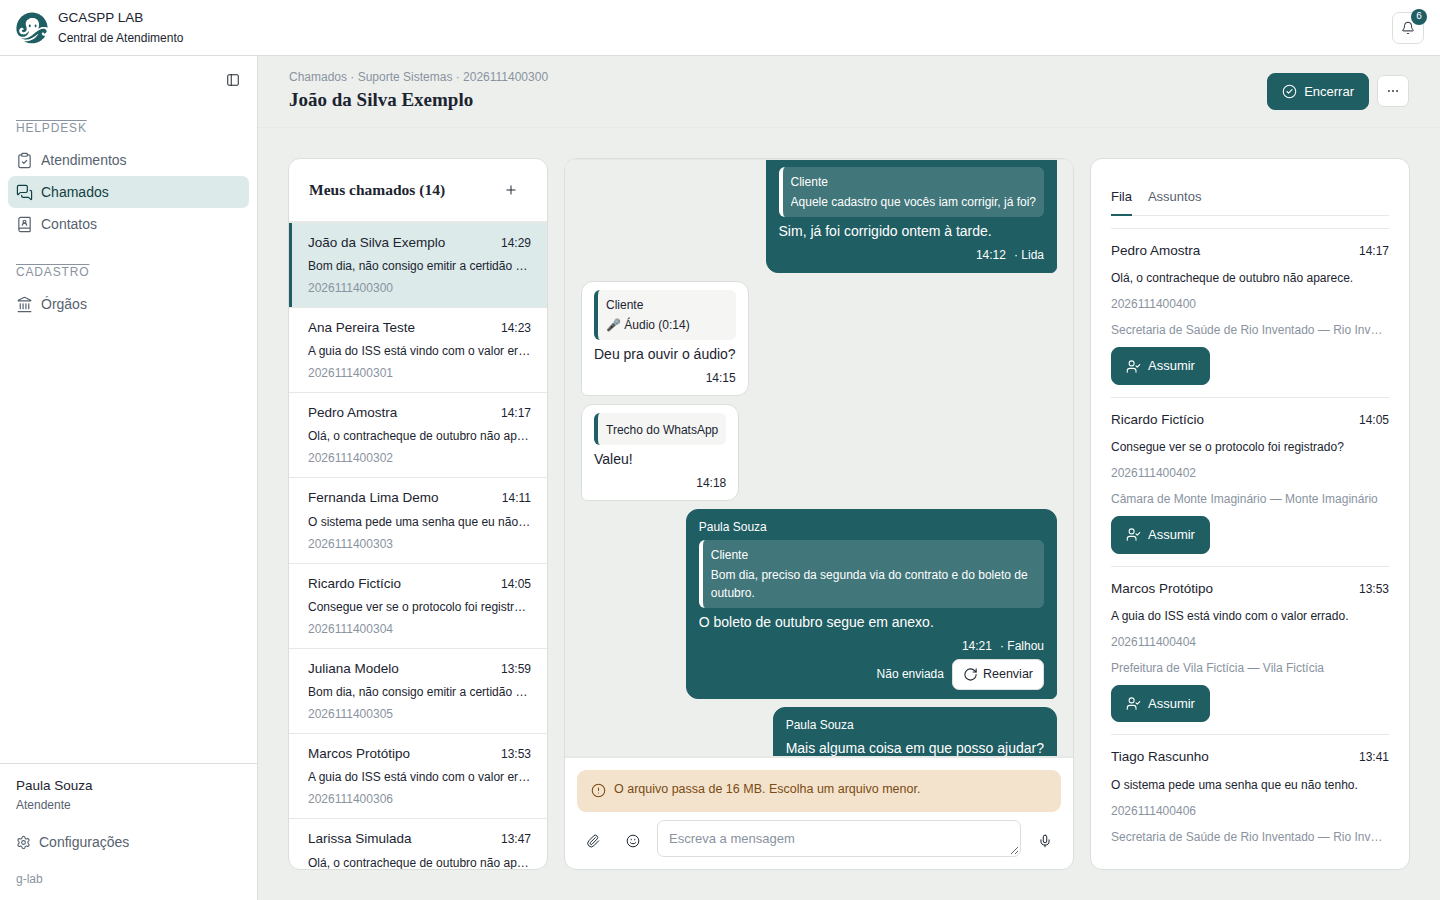 GCASPP LAB
Central de Atendimento
6
HELPDESK
Atendimentos
Chamados
Contatos
CADASTRO
Órgãos
Paula Souza
Atendente
Configurações
g-lab
Chamados · Suporte Sistemas · 2026111400300
João da Silva Exemplo
Encerrar
Meus chamados (14)
João da Silva Exemplo 14:29
Bom dia, não consigo emitir a certidão …
2026111400300
Ana Pereira Teste 14:23
A guia do ISS está vindo com o valor er…
2026111400301
Pedro Amostra 14:17
Olá, o contracheque de outubro não ap…
2026111400302
Fernanda Lima Demo 14:11
O sistema pede uma senha que eu não…
2026111400303
Ricardo Fictício 14:05
Consegue ver se o protocolo foi registr…
2026111400304
Juliana Modelo 13:59
Bom dia, não consigo emitir a certidão …
2026111400305
Marcos Protótipo 13:53
A guia do ISS está vindo com o valor er…
2026111400306
Larissa Simulada 13:47
Olá, o contracheque de outubro não ap…
Cliente
Aquele cadastro que vocês iam corrigir, já foi?
Sim, já foi corrigido ontem à tarde.
14:12 · Lida
Cliente
🎤 Áudio (0:14)
Deu pra ouvir o áudio?
14:15
Trecho do WhatsApp
Valeu!
14:18
Paula Souza
Cliente
Bom dia, preciso da segunda via do contrato e do boleto de
outubro.
O boleto de outubro segue em anexo.
14:21 · Falhou
Não enviada Reenviar
Paula Souza
Mais alguma coisa em que posso ajudar?
O arquivo passa de 16 MB. Escolha um arquivo menor.
Escreva a mensagem
Fila Assuntos
Pedro Amostra 14:17
Olá, o contracheque de outubro não aparece.
2026111400400
Secretaria de Saúde de Rio Inventado — Rio Inv…
Assumir
Ricardo Fictício 14:05
Consegue ver se o protocolo foi registrado?
2026111400402
Câmara de Monte Imaginário — Monte Imaginário
Assumir
Marcos Protótipo 13:53
A guia do ISS está vindo com o valor errado.
2026111400404
Prefeitura de Vila Fictícia — Vila Fictícia
Assumir
Tiago Rascunho 13:41
O sistema pede uma senha que eu não tenho.
2026111400406
Secretaria de Saúde de Rio Inventado — Rio Inv…